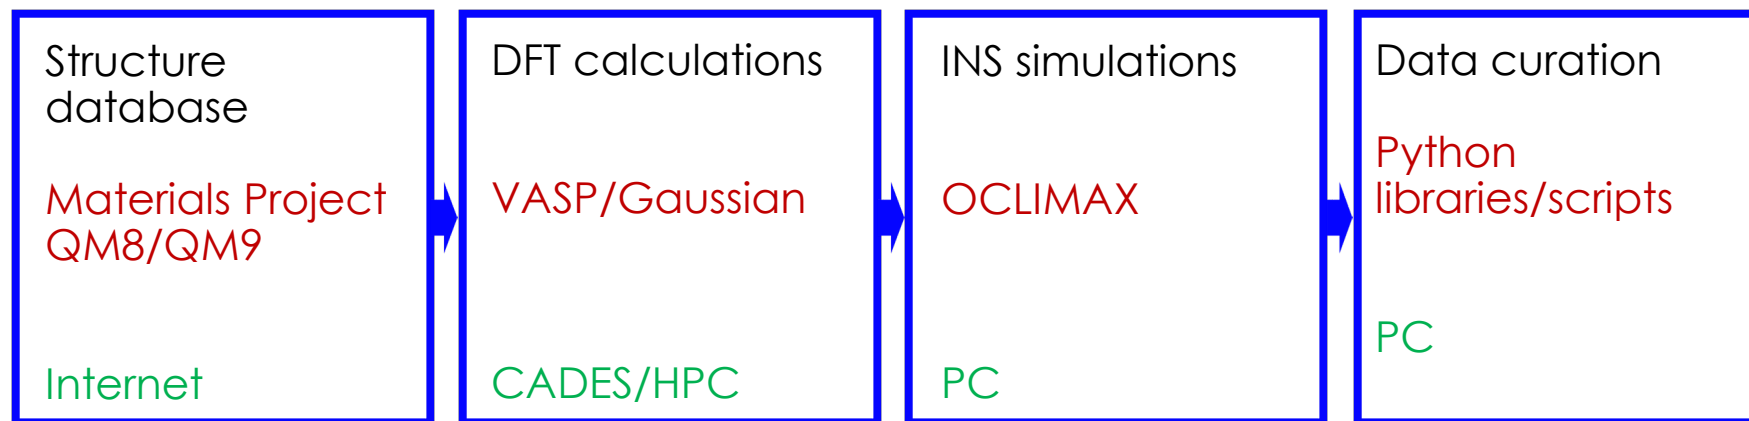 Structure
database
Materials Project
QM8/QM9
Internet
DFT calculations
VASP/Gaussian
CADES/HPC
INS simulations
OCLIMAX
PC
Data curation
Python
libraries/scripts
PC